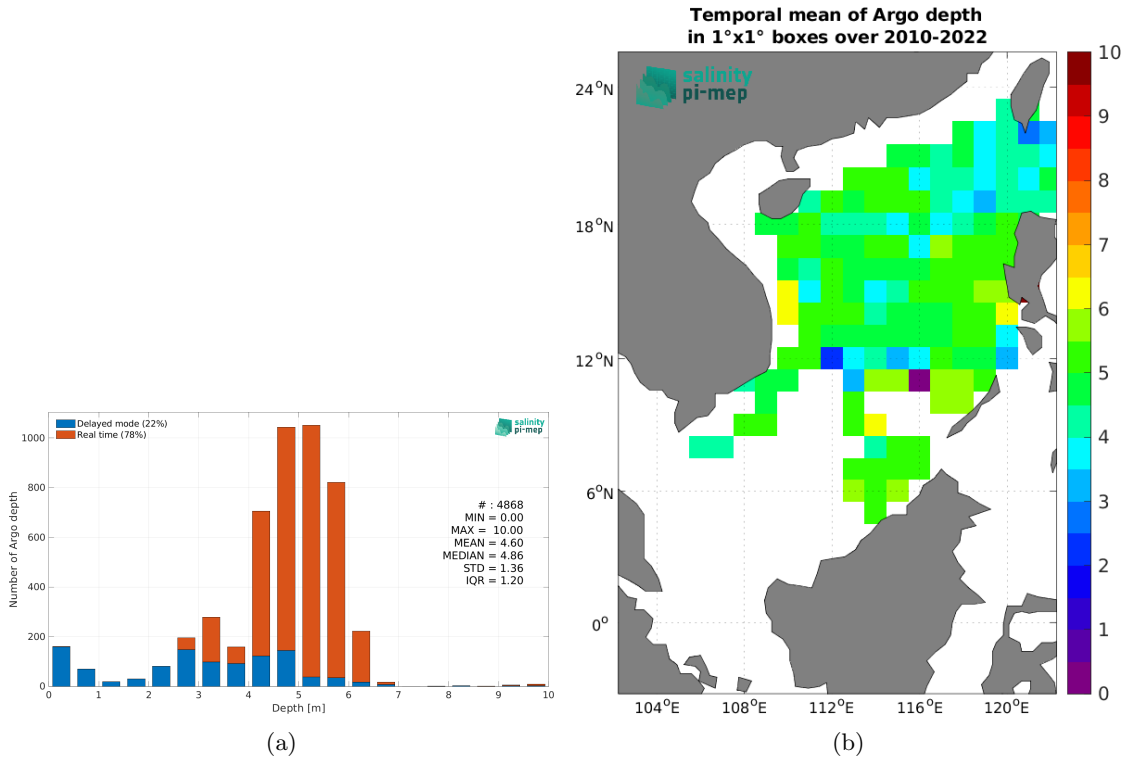 Delayed mode (22%)
Real time (78%)
salinity
pi-mep
Number of Argo depth
1000
800
600
400
200
0
# : 4868
MIN = 0.00
MAX = 10.00
MEAN = 4.60
MEDIAN = 4.86
STD = 1.36
IQR = 1.20
0 1 2 3 4 5 6 7 8 9 10
Depth [m]
(a)
Temporal mean of Argo depth
in 1°x1° boxes over 2010-2022
salinity
pi-mep
24°N
18°N
12°N
6°N
0°
104°E 108°E 112°E 116°E 120°E
10
9
8
7
6
5
4
3
2
1
0
(b)